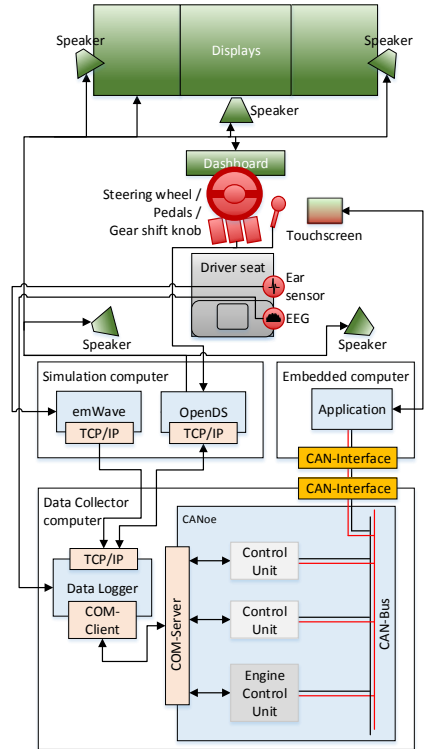 Speaker
Displays
Speaker
Speaker
Dashboard
Steering wheel /
Pedals /
Gear shift knob
Touchscreen
Driver seat
Ear
sensor
EEG
Speaker
Speaker
Simulation computer
Embedded computer
emWave
OpenDS
Application
TCP/IP
TCP/IP
CAN-Interface
CAN-Interface
Data Collector
computer
CANoe
TCP/IP
Data Logger
COM-
Client
COM-Server
Control
Unit
Control
Unit
Engine
Control
Unit
CAN-Bus